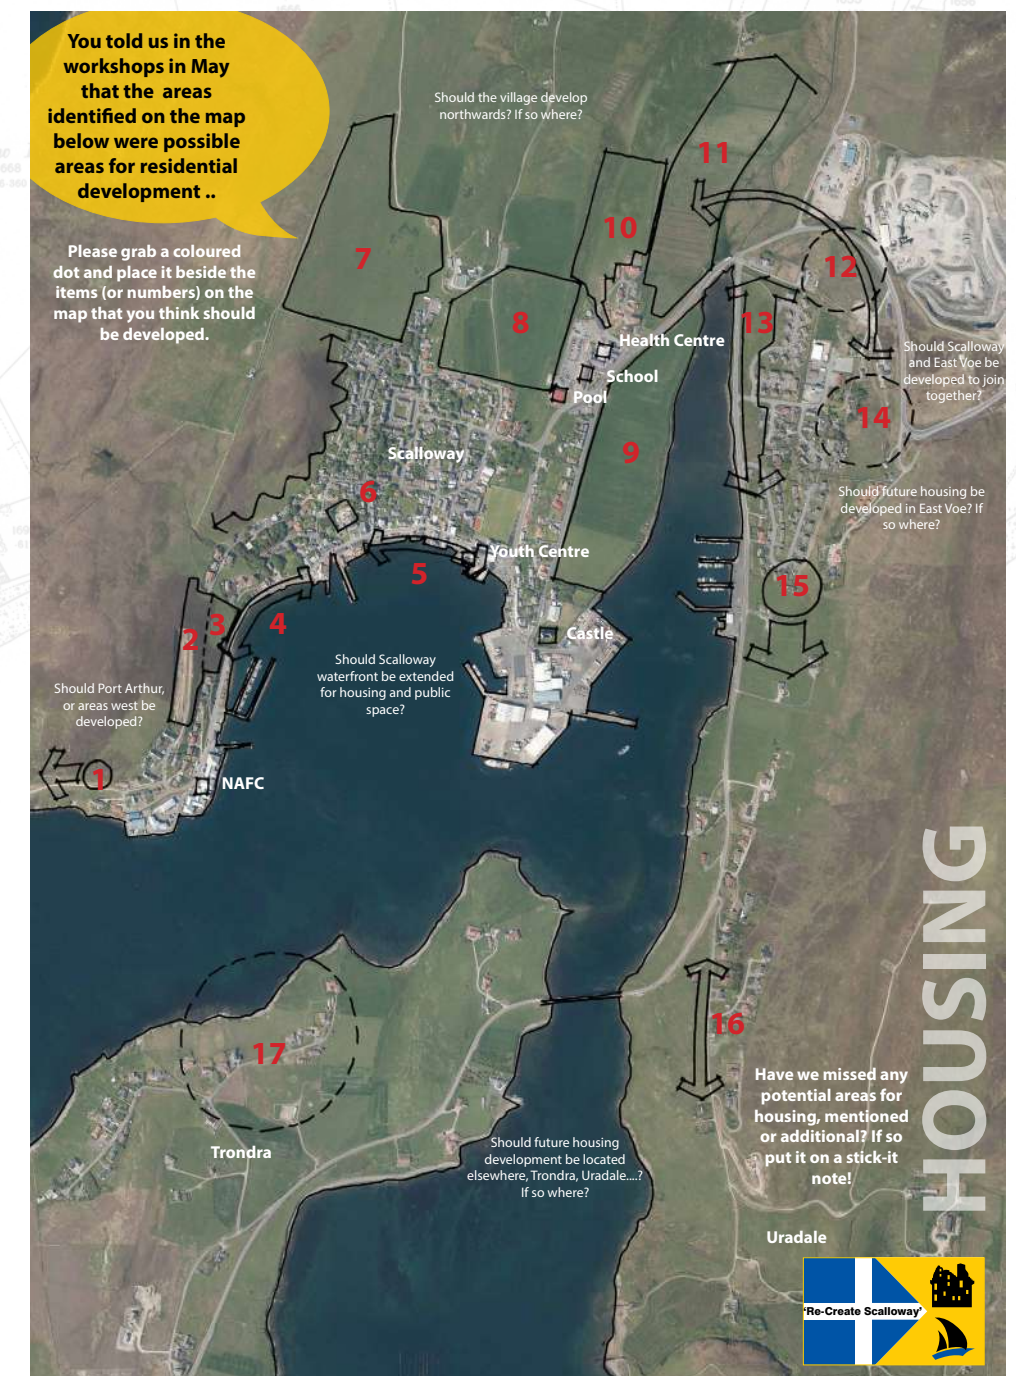 You told us in the
workshops in May
that the areas
identified on the map
below were possible
areas for residential
development ..
Please grab a coloured
dot and place it beside the
items (or numbers) on the
map that you think should
be developed.
Should the village develop
northwards? If so where?
11
10
7
12
8
13
Health Centre
School
Pool
Should Scalloway
and East Voe be
developed to join
together?
14
9
Scalloway
6
Should future housing be
developed in East Voe? If
so where?
Youth Centre
5
15
2
3
4
Castle
Should Scalloway
waterfront be extended
for housing and public
space?
Should Port Arthur,
or areas west be
developed?
1
NAFC
HOUSING
16
17
Have we missed any
potential areas for
housing, mentioned
or additional? If so
put it on a stick-it
note!
Trondra
Should future housing
development be located
elsewhere, Trondra, Uradale....?
If so where?
Uradale
‘Re-Create Scalloway’